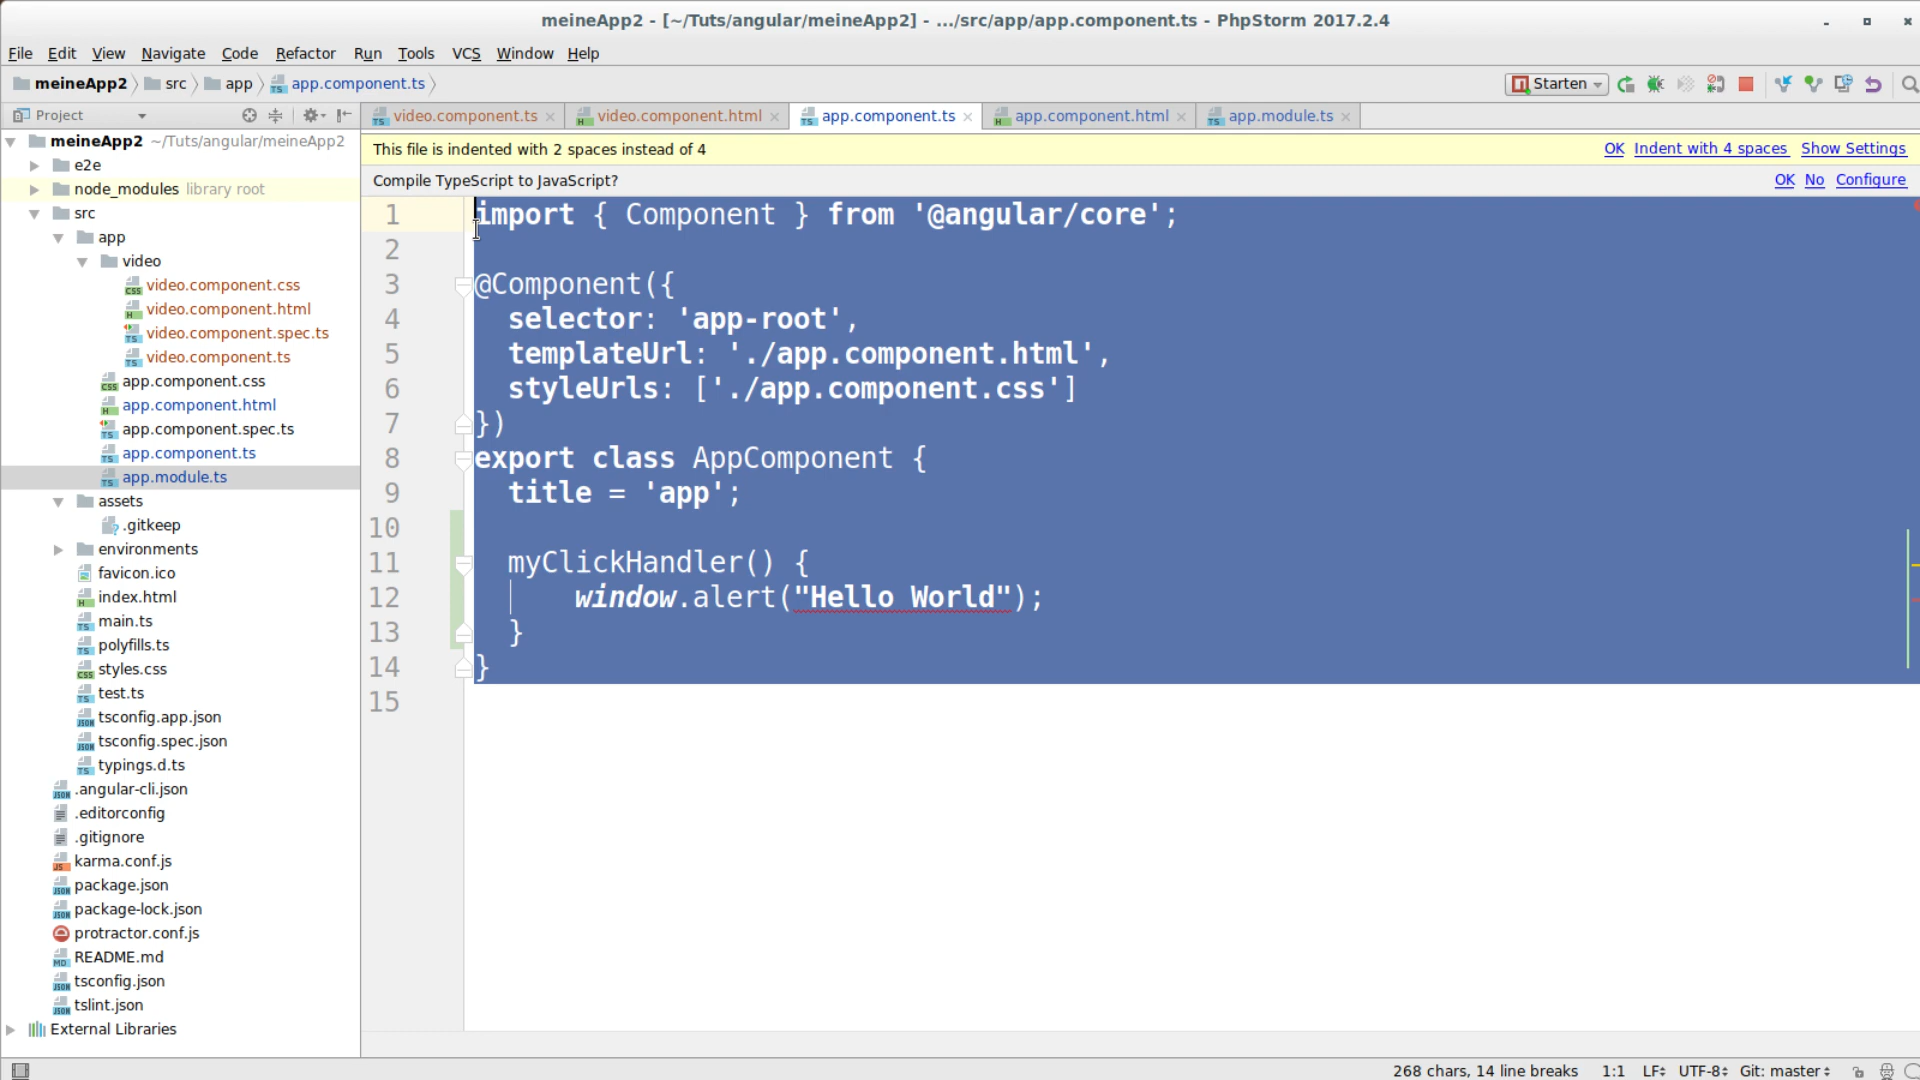 meineApp2 - [~/Tuts/angular/meineApp2] - .../src/app/app.component.ts - PhpStorm 2017.2.4
File Edit View Navigate Code Refactor Run Tools VCS Window Help
meineApp2 src app app.component.ts Starten
Project
video.component.ts video.component.html app.component.ts app.component.html app.module.ts
This file is indented with 2 spaces instead of 4 OK Indent with 4 spaces Show Settings
Compile TypeScript to JavaScript? OK No Configure
meineApp2 ~/Tuts/angular/meineApp2
e2e
node_modules library root
src
app
video
video.component.css
video.component.html
video.component.spec.ts
video.component.ts
app.component.css
app.component.html
app.component.spec.ts
app.component.ts
app.module.ts
assets
.gitkeep
environments
favicon.ico
index.html
main.ts
polyfills.ts
styles.css
test.ts
tsconfig.app.json
tsconfig.spec.json
typings.d.ts
.angular-cli.json
.editorconfig
.gitignore
karma.conf.js
package.json
package-lock.json
protractor.conf.js
README.md
tsconfig.json
tslint.json
External Libraries
1 import { Component } from '@angular/core';
2
3 @Component({
4 selector: 'app-root',
5 templateUrl: './app.component.html',
6 styleUrls: ['./app.component.css']
7 })
8 export class AppComponent {
9 title = 'app';
10
11 myClickHandler() {
12 window.alert("Hello World");
13 }
14 }
15
268 chars, 14 line breaks 1:1 LF UTF-8 Git: master